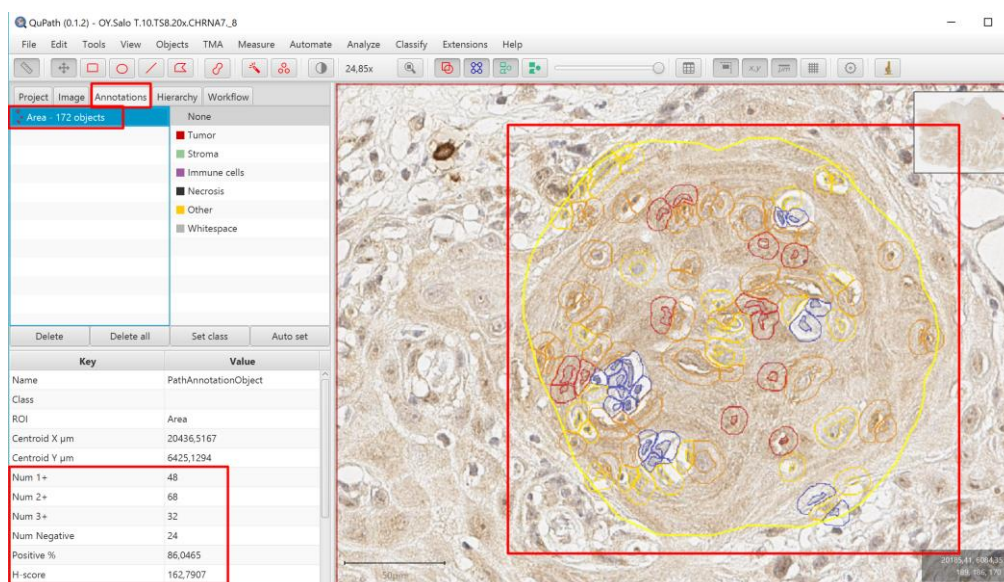 QuPath (0.1.2) - OY.Salo T.10.TS8.20x.CHRNA7._8
File Edit Tools View Objects TMA Measure Automate Analyze Classify Extensions Help
24,85x
x,y
Project Image Annotations Hierarchy Workflow
Area - 172 objects
None
Tumor
Stroma
Immune cells
Necrosis
Other
Whitespace
Delete Delete all Set class Auto set
Key Value
Name PathAnnotationObject
Class
ROI Area
Centroid X µm 20436,5167
Centroid Y µm 6425,1294
Num 1+ 48
Num 2+ 68
Num 3+ 32
Num Negative 24
Positive % 86,0465
H-score 162,7907
50µm